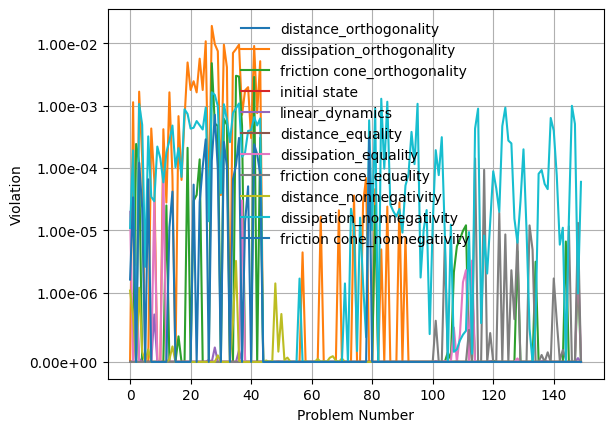 1.00e-02
1.00e-03
1.00e-04
1.00e-05
1.00e-06
0.00e+00
Violation
distance_orthogonality
dissipation_orthogonality
friction cone_orthogonality
initial state
linear_dynamics
distance_equality
dissipation_equality
friction cone_equality
distance_nonnegativity
dissipation_nonnegativity
friction cone_nonnegativity
0 20 40 60 80 100 120 140
Problem Number